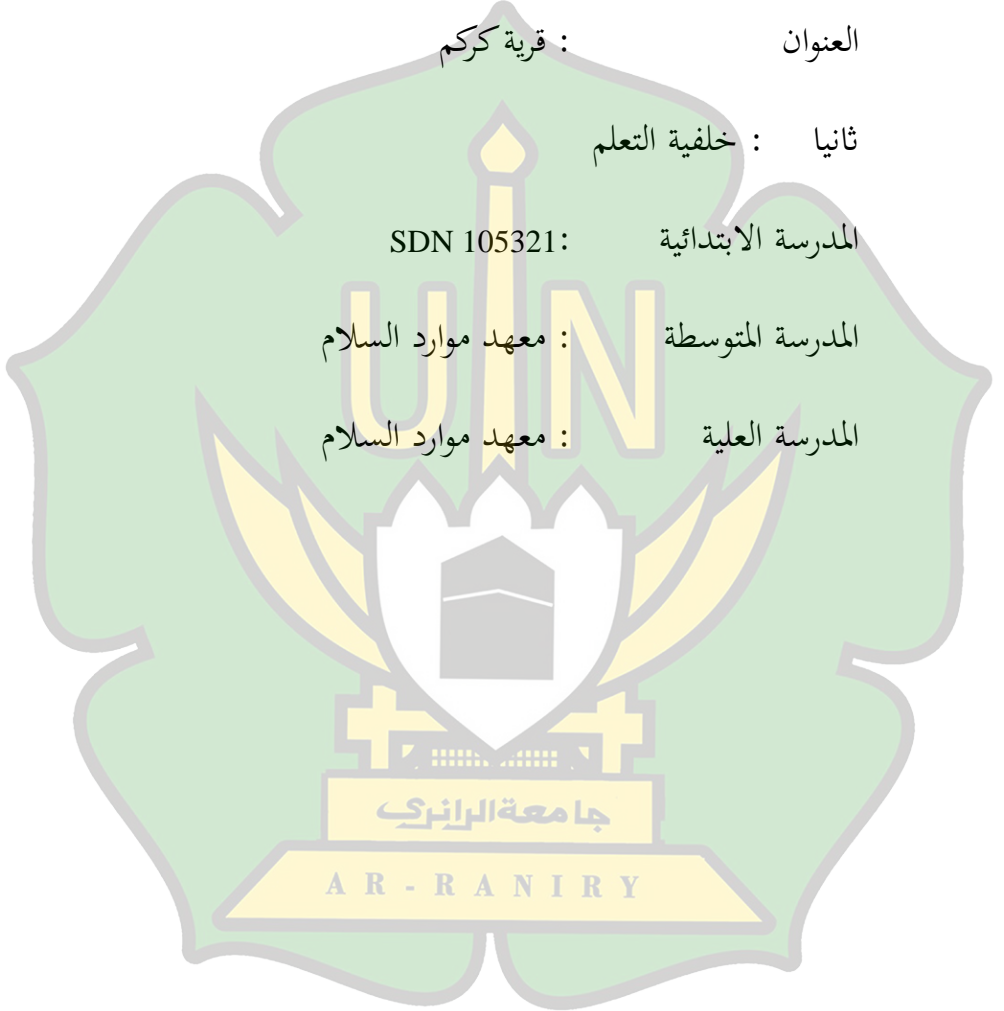 العنوان : قرية كركم
ثانيا : خلفية التعلم
المدرسة الابتدائية :SDN 105321
المدرسة المتوسطة : معهد موارد السلام
المدرسة العلية : معهد موارد السلام
UIN
جامعة الرانري
AR-RANIRY